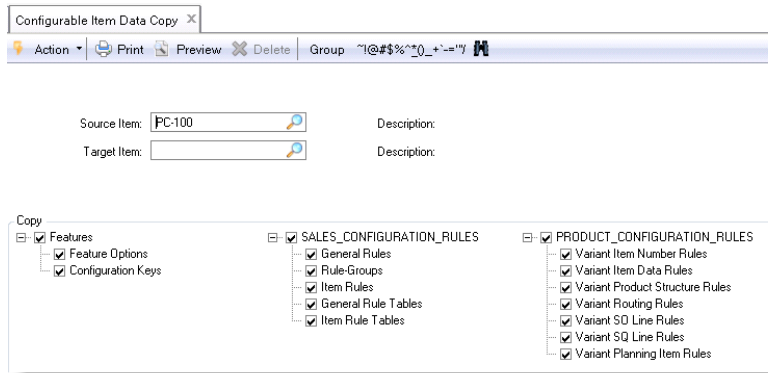 Configurable Item Data Copy X
Action Print Preview Delete Group ~!@#$%^*()_+`-='"/
Source Item: PC-100 Description:
Target Item: Description:
Copy
Features SALES_CONFIGURATION_RULES PRODUCT_CONFIGURATION_RULES
Feature Options General Rules Variant Item Number Rules
Configuration Keys Rule-Groups Variant Item Data Rules
Item Rules Variant Product Structure Rules
General Rule Tables Variant Routing Rules
Item Rule Tables Variant SO Line Rules
Variant SQ Line Rules
Variant Planning Item Rules